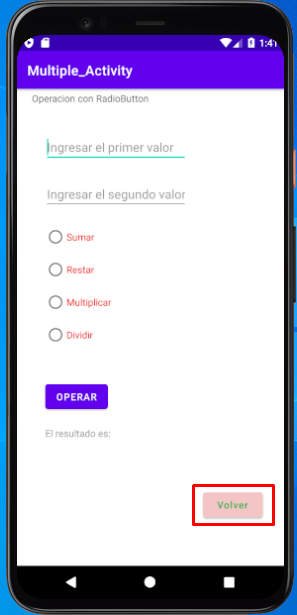 1:41
Multiple_Activity
Operacion con RadioButton
Ingresar el primer valor
Ingresar el segundo valor
Sumar
Restar
Multiplicar
Dividir
OPERAR
El resultado es:
Volver